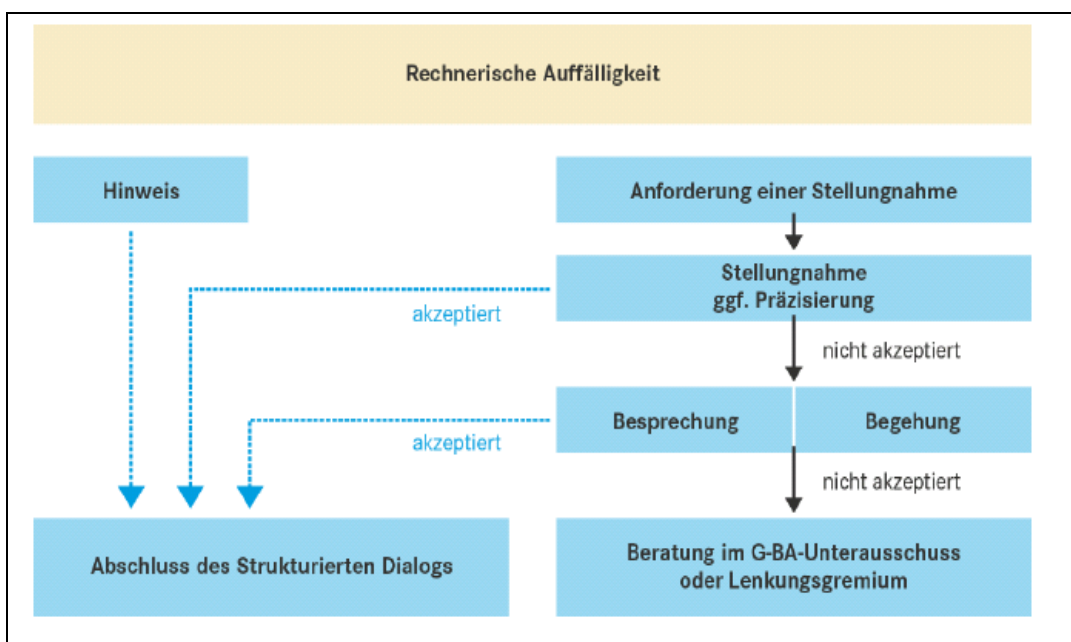 Rechnerische Auffälligkeit
Hinweis
Anforderung einer Stellungnahme
Stellungnahme
ggf. Präzisierung
akzeptiert
nicht akzeptiert
Besprechung
Begehung
akzeptiert
nicht akzeptiert
Abschluss des Strukturierten Dialogs
Beratung im G-BA-Unterausschuss
oder Lenkungsgremium